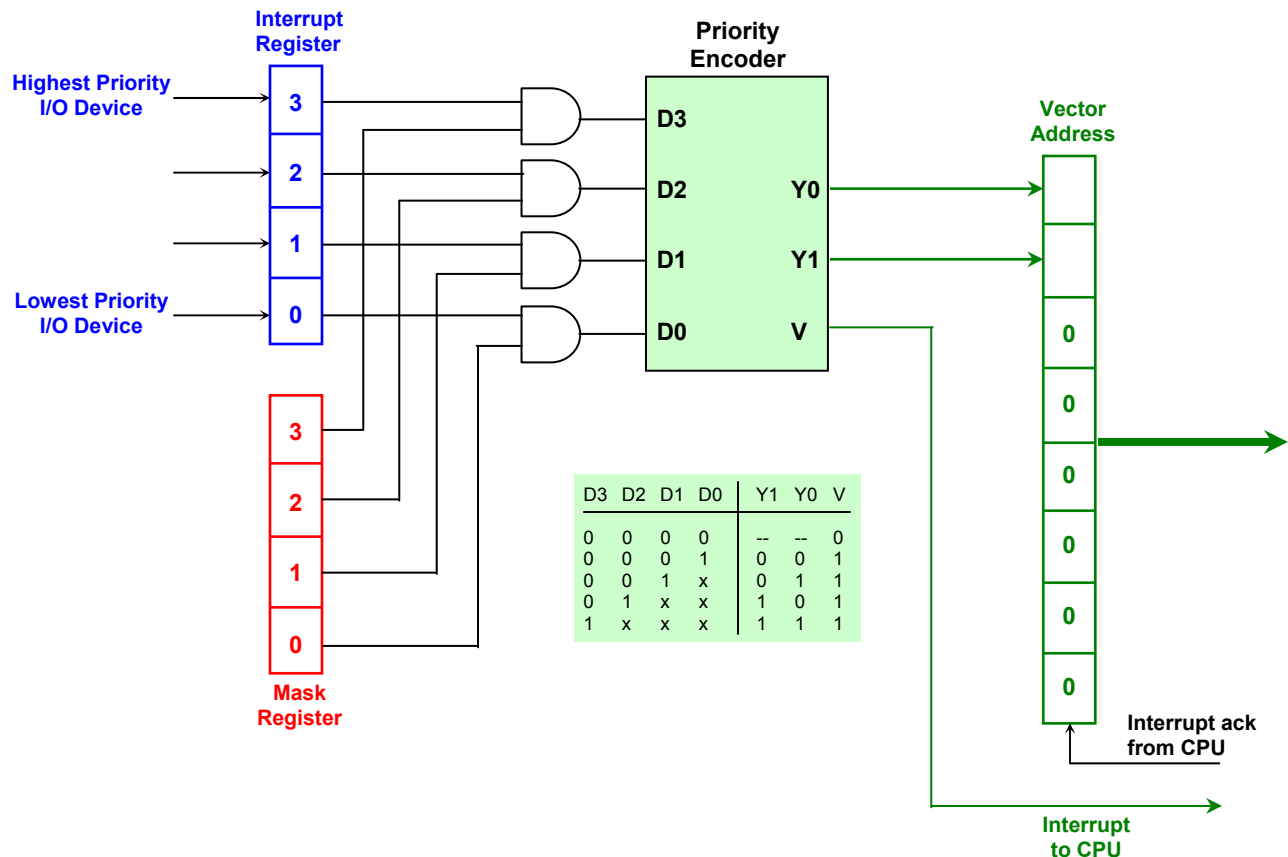 Interrupt
Register
Highest Priority
I/O Device
3
2
1
0
Lowest Priority
I/O Device
3
2
1
0
Mask
Register
Priority
Encoder
D3
D2
D1
D0
Y0
Y1
V
D3 D2 D1 D0 Y1 Y0 V
0 0 0 0 -- -- 0
0 0 0 1 0 0 1
0 0 1 x 0 1 1
0 1 x x 1 0 1
1 x x x 1 1 1
Vector
Address
0
0
0
0
0
0
Interrupt ack
from CPU
Interrupt
to CPU